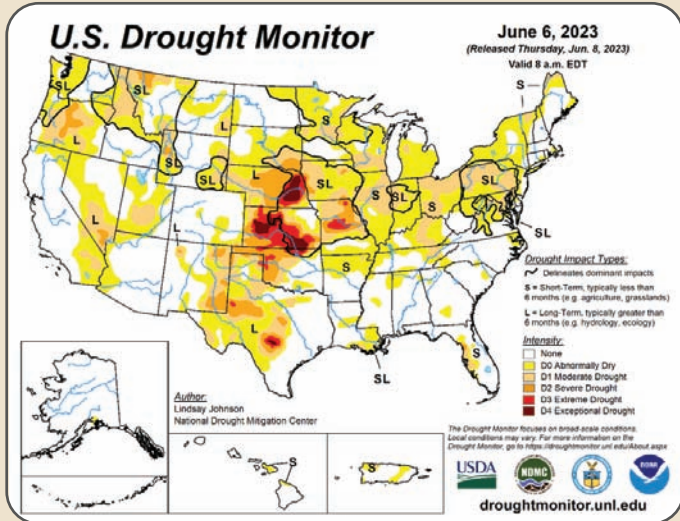 U.S. Drought Monitor
June 6, 2023
(Released Thursday, Jun. 8, 2023)
Valid 8 a.m. EDT
S
SL
SL
S
L
L
SL
SL
L
SL
S
SL
S
SL
L
L
S
SL
L
S
SL
Drought Impact Types:
Delineates dominant impacts
S = Short-Term, typically less than
6 months (e.g. agriculture, grasslands)
L = Long-Term, typically greater than
6 months (e.g. hydrology, ecology)
Intensity:
None
D0 Abnormally Dry
D1 Moderate Drought
D2 Severe Drought
D3 Extreme Drought
D4 Exceptional Drought
Author:
Lindsay Johnson
National Drought Mitigation Center
S
S
The Drought Monitor focuses on broad-scale conditions.
Local conditions may vary. For more information on the
Drought Monitor, go to https://droughtmonitor.unl.edu/About.aspx
USDA
NDMC
NOAA
droughtmonitor.unl.edu